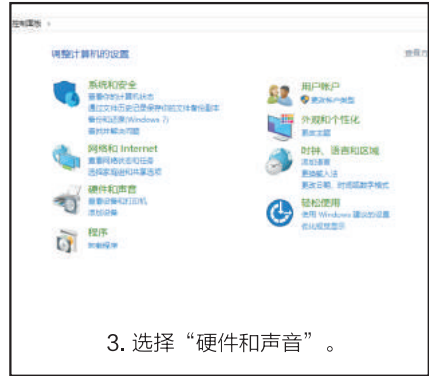 控制面板
调整计算机的设置
查看方
系统和安全
查看你的计算机状态
通过文件历史记录保存你的文件备份副本
备份和还原(Windows 7)
查找并解决问题
网络和 Internet
查看网络状态和任务
选择家庭组和共享选项
硬件和声音
查看设备和打印机
添加设备
程序
卸载程序
用户帐户
更改帐户类型
外观和个性化
更改主题
时钟、语言和区域
添加语言
更换输入法
更改日期、时间或数字格式
轻松使用
使用 Windows 建议的设置
优化视觉显示
3. 选择“硬件和声音”。